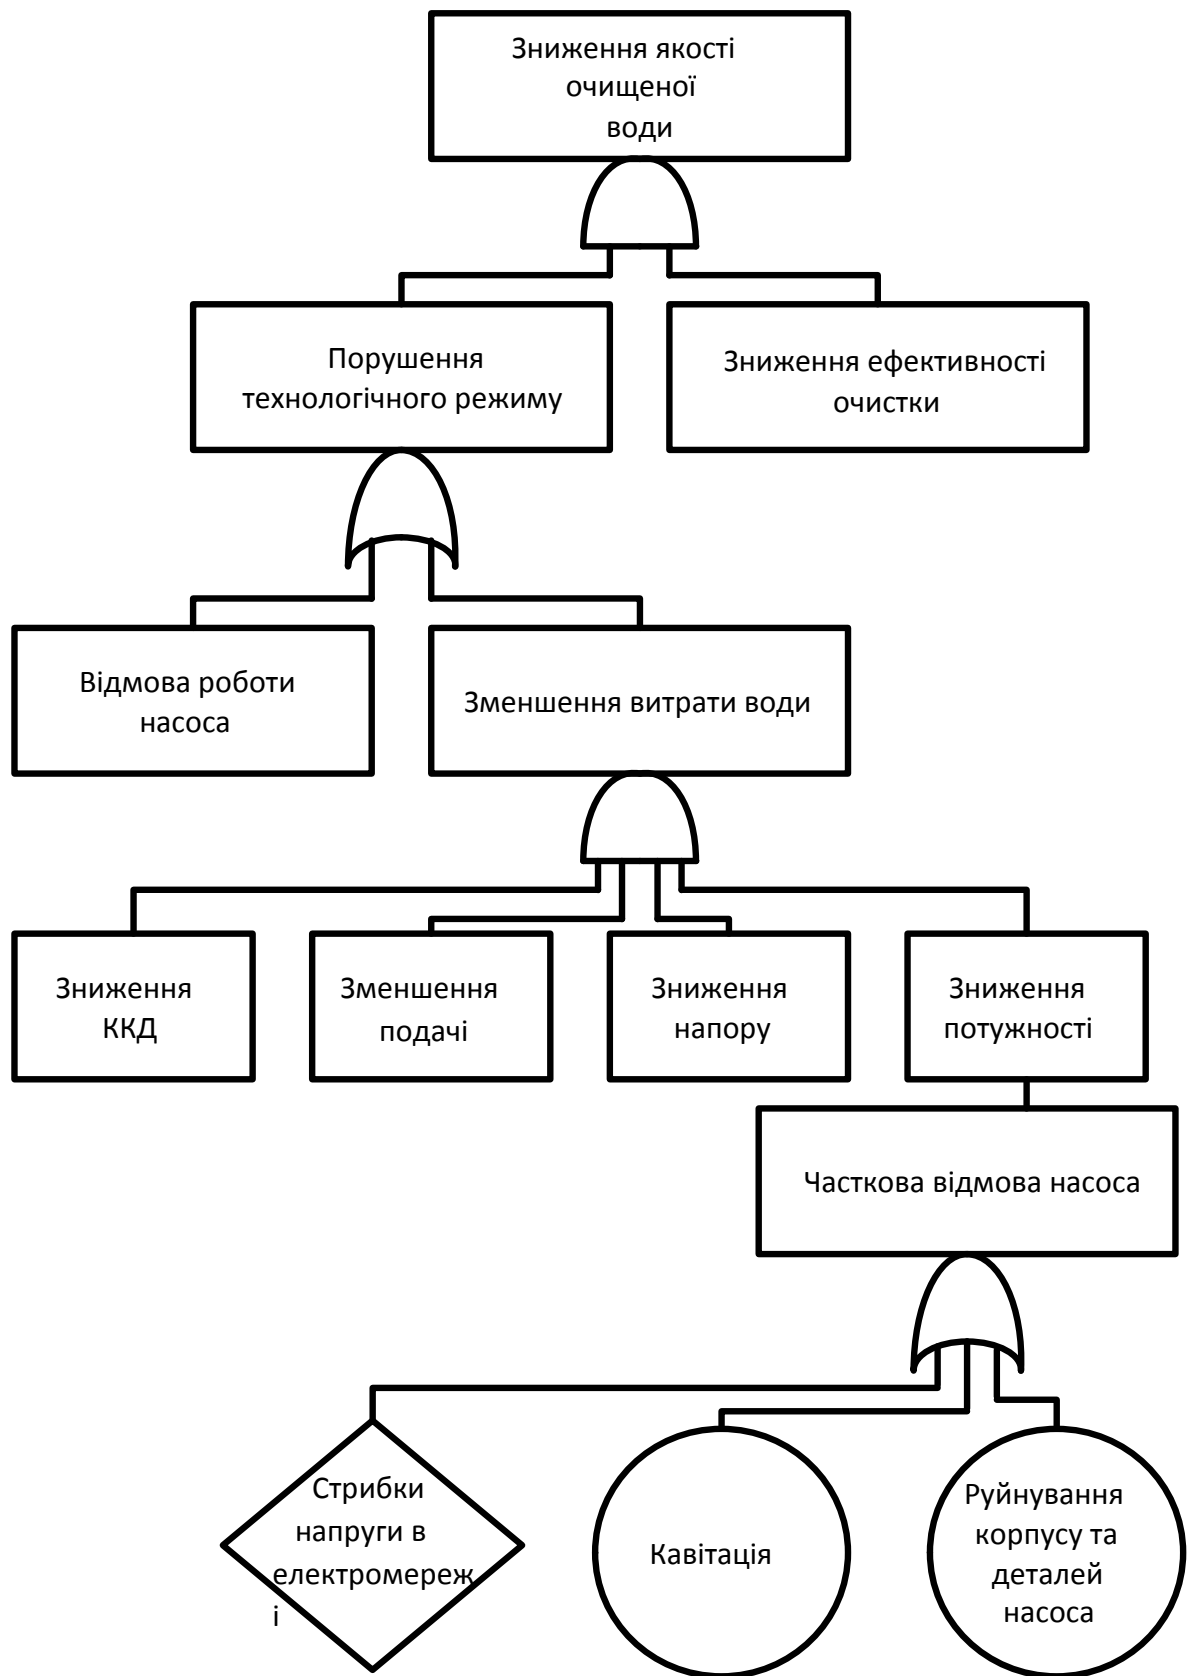 Зниження якості
очищеної
води
Порушення
технологічного режиму
Зниження ефективності
очистки
Відмова роботи
насоса
Зменшення витрати води
Зниження
ККД
Зменшення
подачі
Зниження
напору
Зниження
потужності
Часткова відмова насоса
Стрибки
напруги в
електромереж
і
Кавітація
Руйнування
корпусу та
деталей
насоса